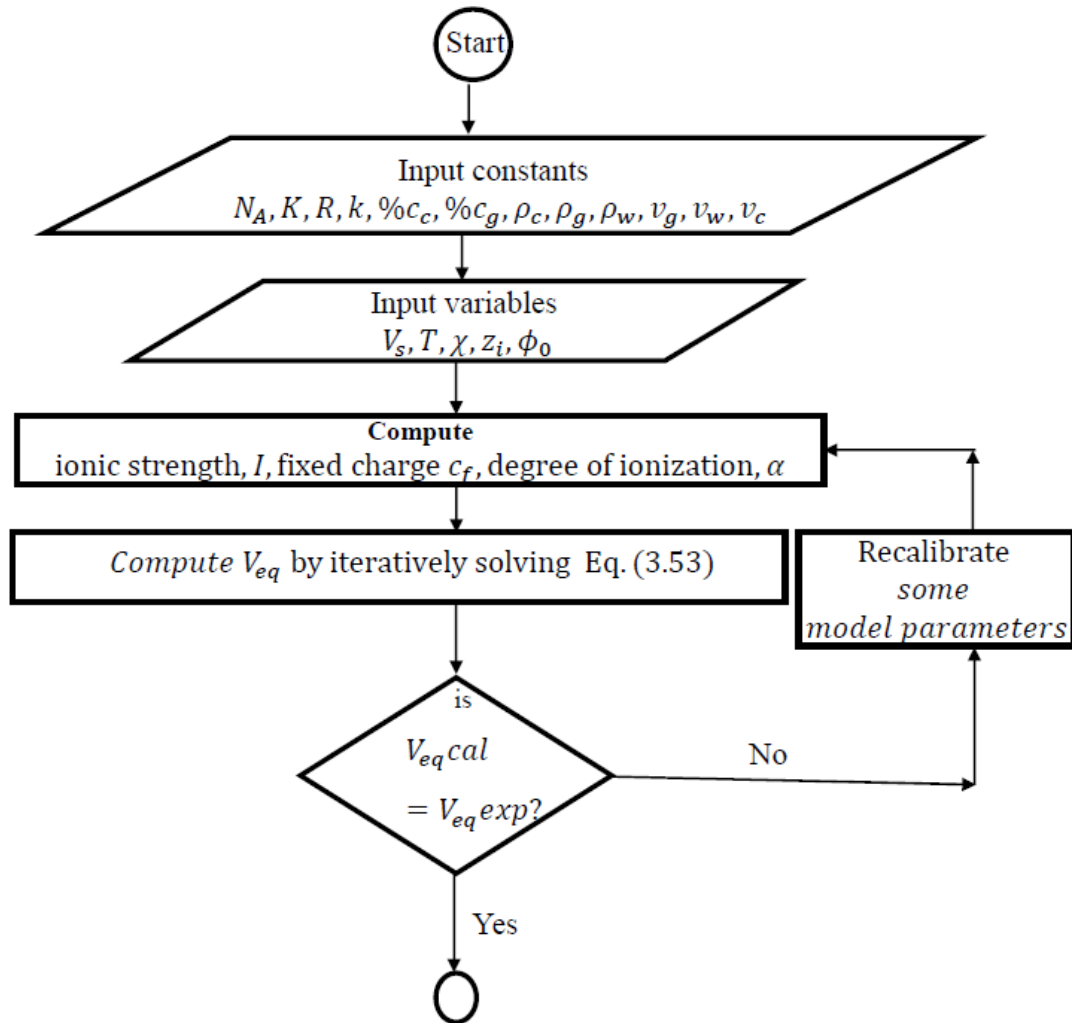 Start
Input constants
N_A, K, R, k, %c_c, %c_g, ρ_c, ρ_g, ρ_w, v_g, v_w, v_c
Input variables
V_s, T, χ, z_i, ϕ_0
Compute
ionic strength, I, fixed charge c_f, degree of ionization, α
Compute V_eq by iteratively solving Eq. (3.53)
Recalibrate
some
model parameters
is
V_eq cal
= V_eq exp?
No
Yes